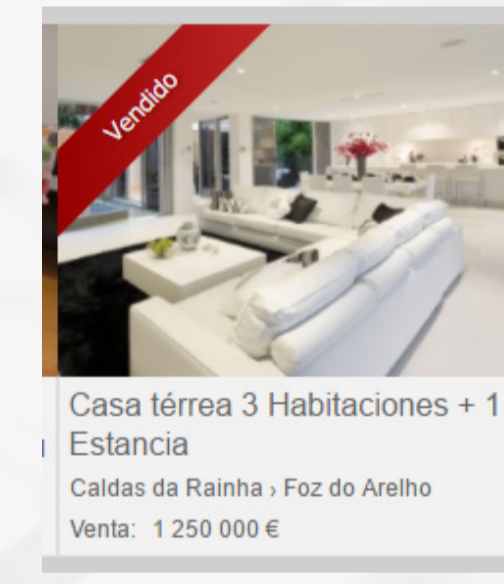 Vendido
Casa térrea 3 Habitaciones + 1
Estancia
Caldas da Rainha › Foz do Arelho
Venta: 1 250 000 €